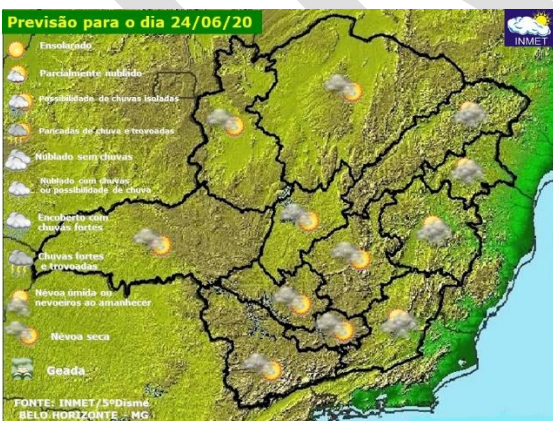 Previsão para o dia 24/06/20
INMET
Ensolarado
Parcialmente nublado
Possibilidade de chuvas isoladas
Pancadas de chuva e trovoadas
Nublado sem chuvas
Nublado com chuvas
ou possibilidade de chuva
Encoberto com
chuvas fortes
Chuvas fortes
e trovoadas
Névoa úmida ou
nevoeiros ao amanhecer
Névoa seca
Geada
FONTE: INMET/5ºDisme
BELO HORIZONTE - MG